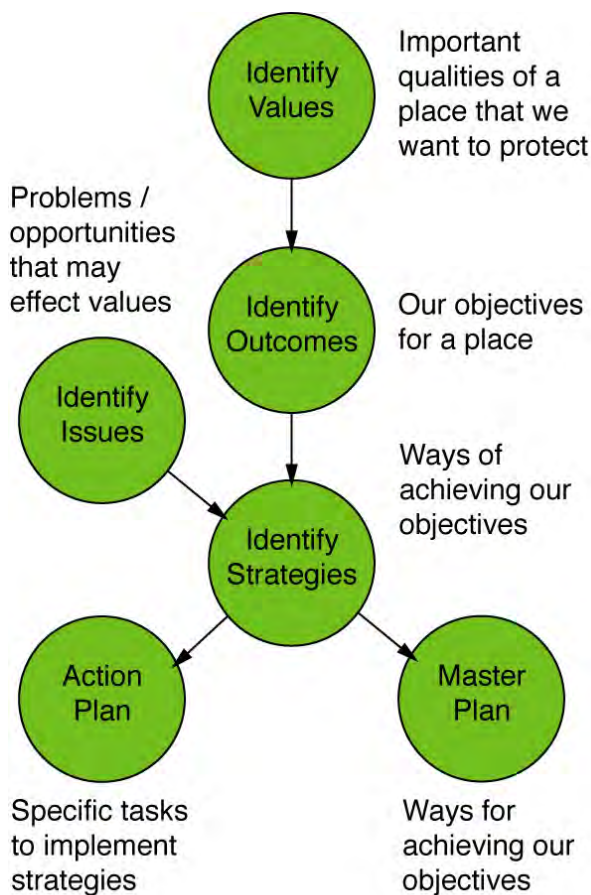 Identify
Values
Important
qualities of a
place that we
want to protect
Problems /
opportunities
that may
effect values
Identify
Outcomes
Our objectives
for a place
Identify
Issues
Ways of
achieving our
objectives
Identify
Strategies
Action
Plan
Master
Plan
Specific tasks
to implement
strategies
Ways for
achieving our
objectives